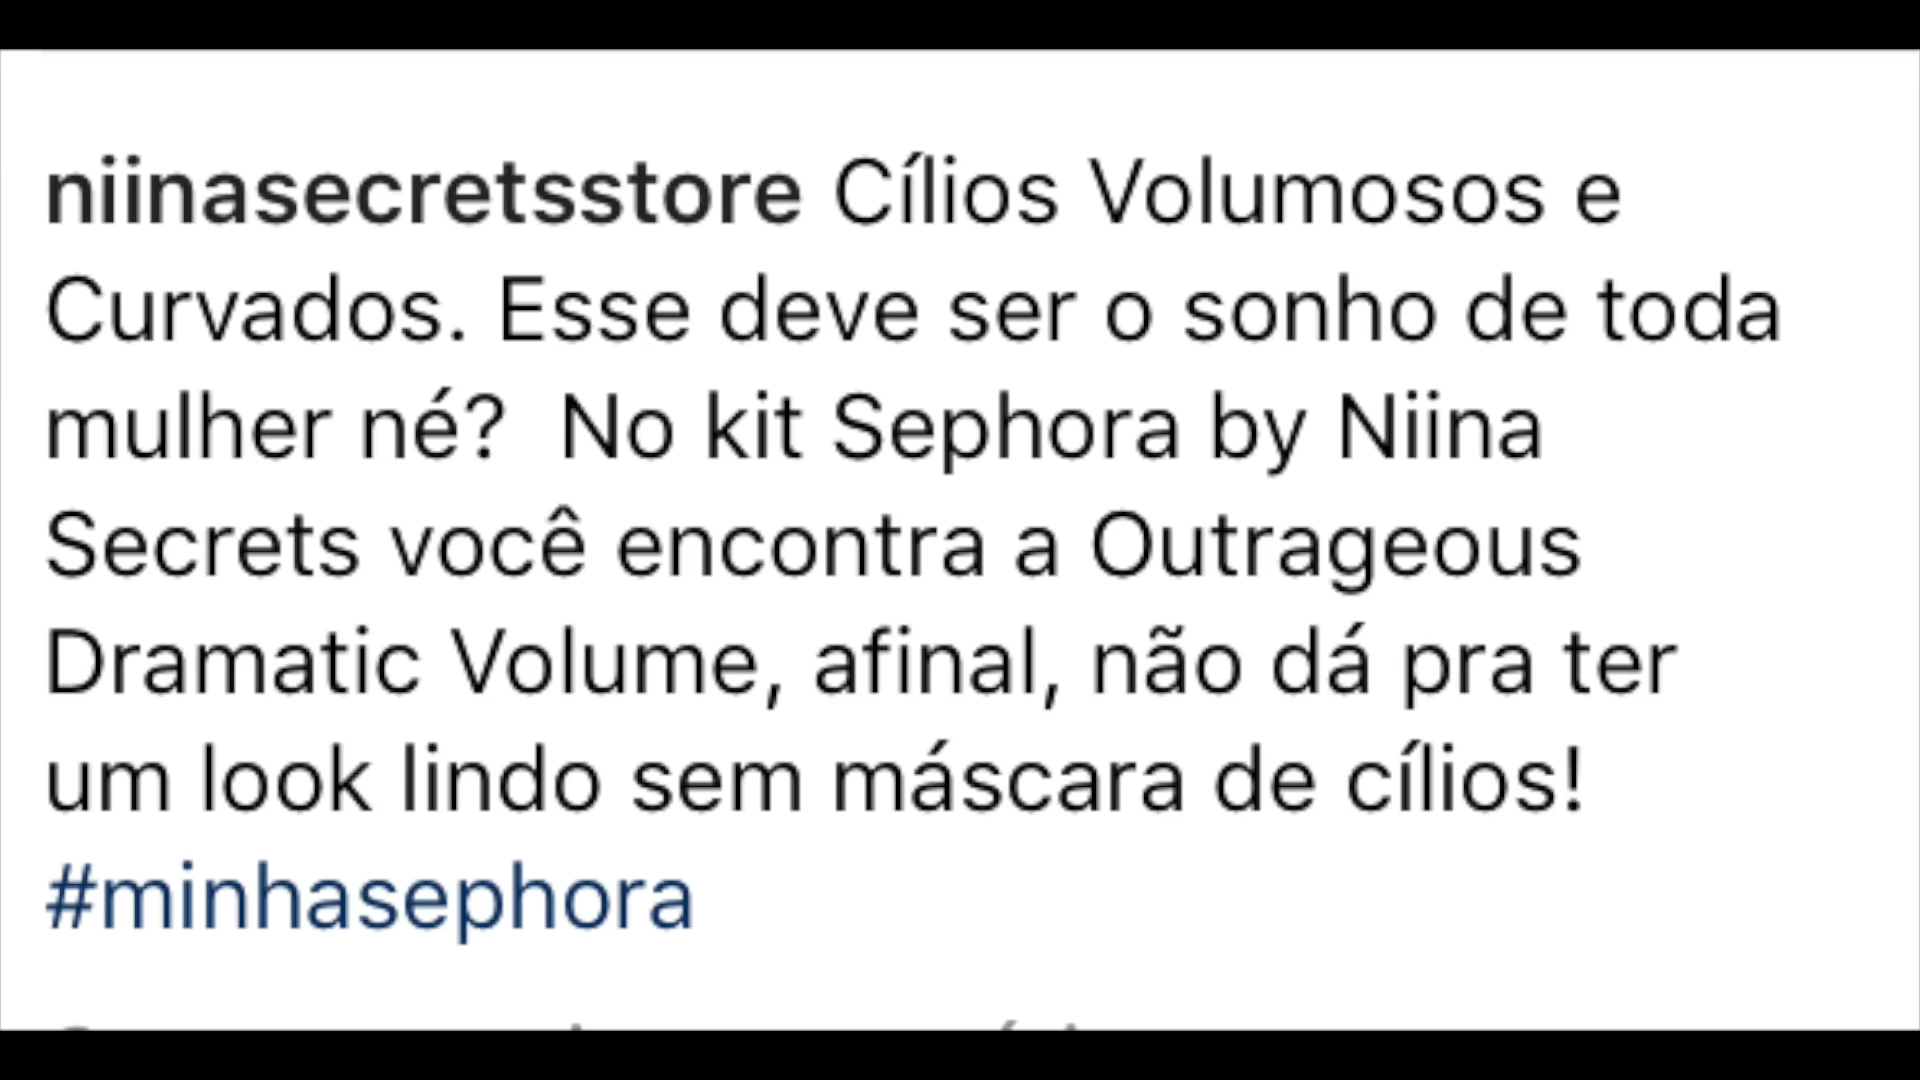 niinasecretsstore Cílios Volumosos e
Curvados. Esse deve ser o sonho de toda
mulher né?  No kit Sephora by Niina
Secrets você encontra a Outrageous
Dramatic Volume, afinal, não dá pra ter
um look lindo sem máscara de cílios!
#minhasephora